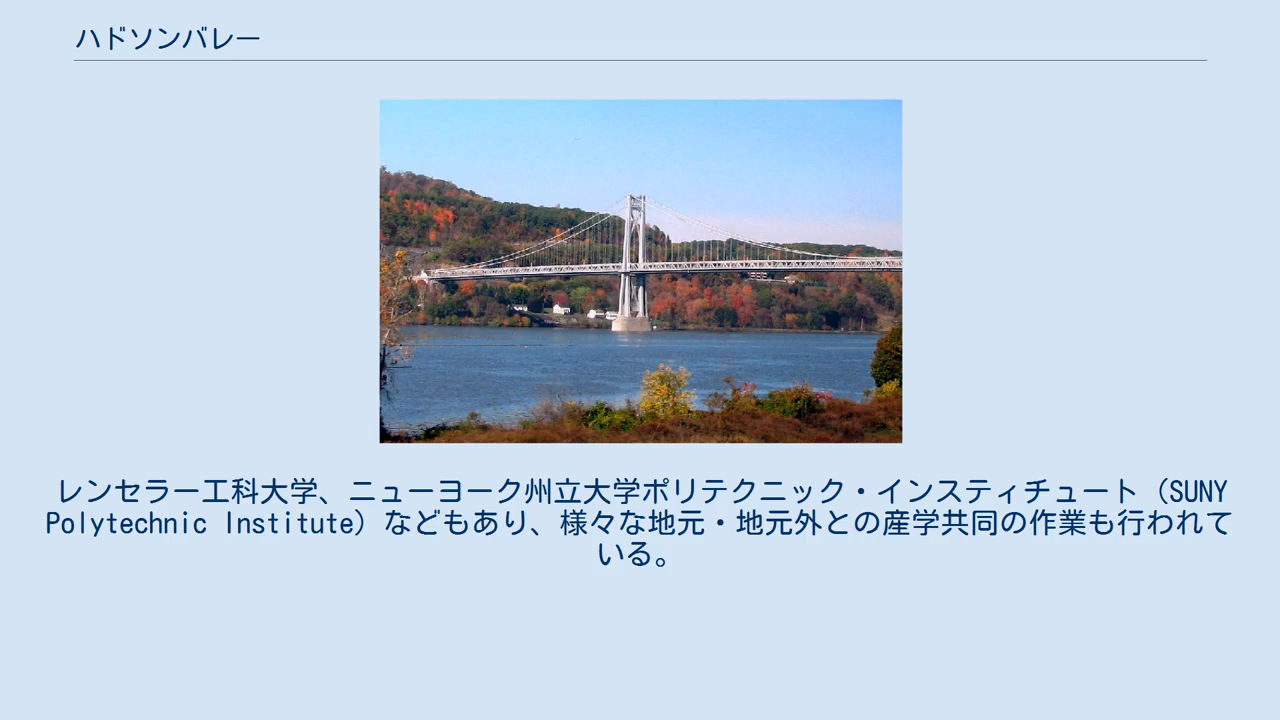 ハドソンバレー
レンセラー工科大学、ニューヨーク州立大学ポリテクニック・インスティチュート（SUNY
Polytechnic Institute）などもあり、様々な地元・地元外との産学共同の作業も行われて
いる。